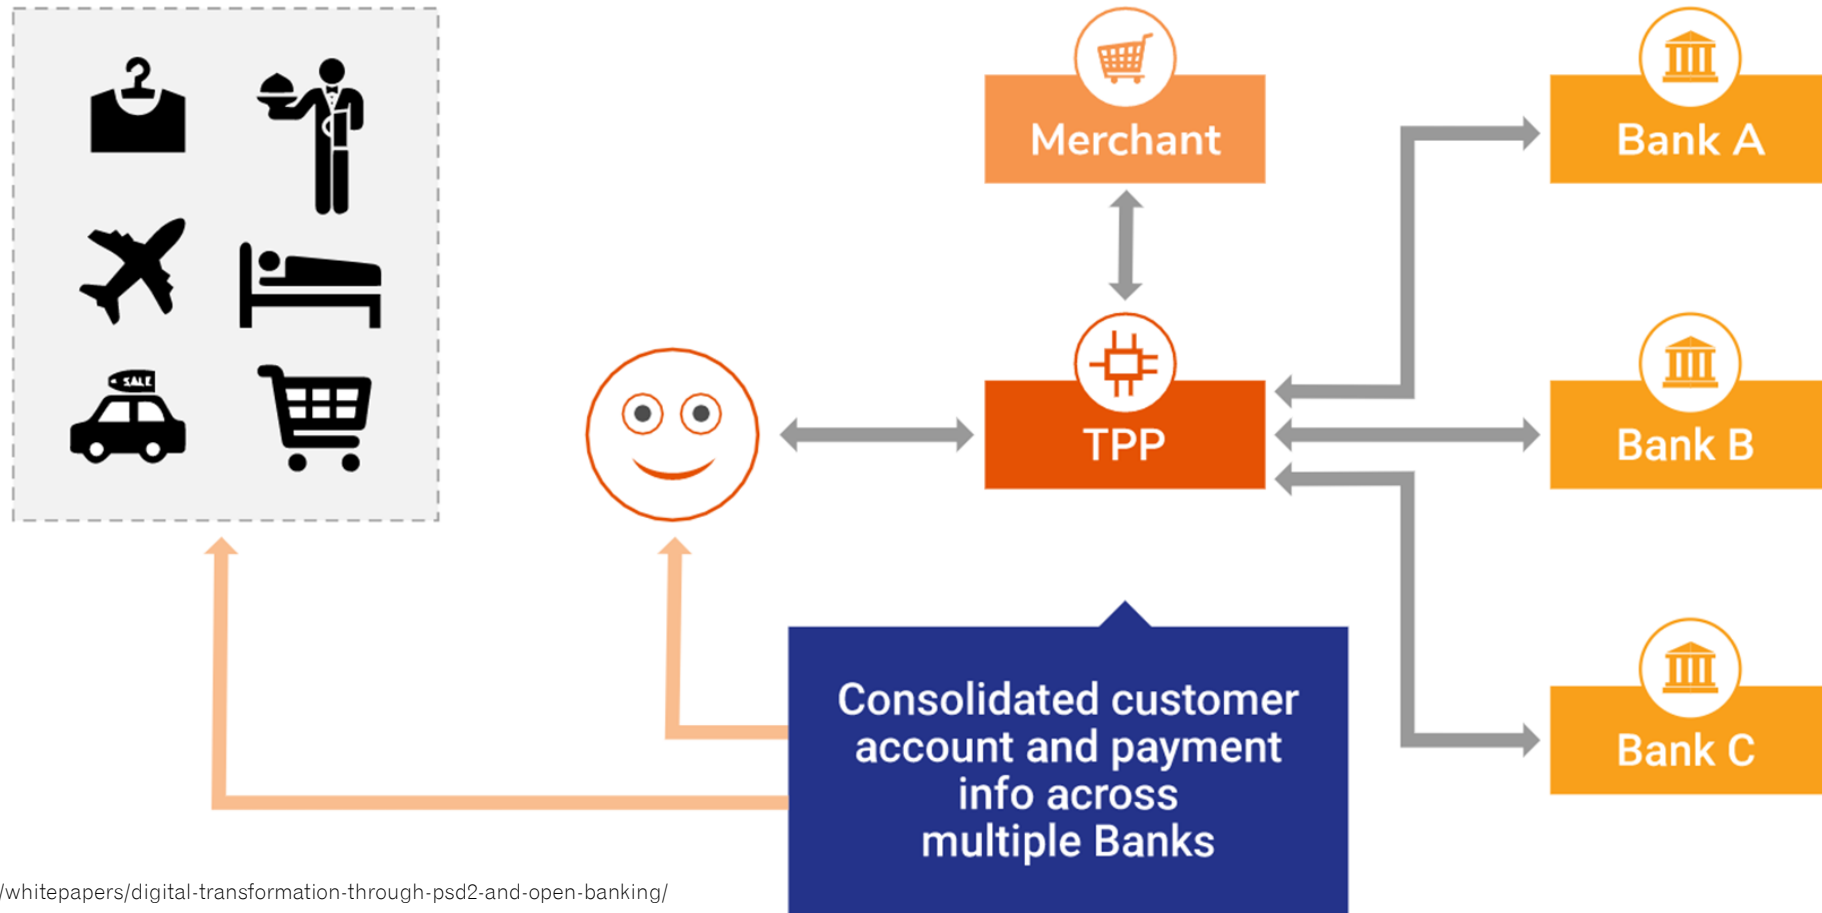 SALE
Merchant
TPP
Bank A
Bank B
Bank C
Consolidated customer
account and payment
info across
multiple Banks
/whitepapers/digital-transformation-through-psd2-and-open-banking/